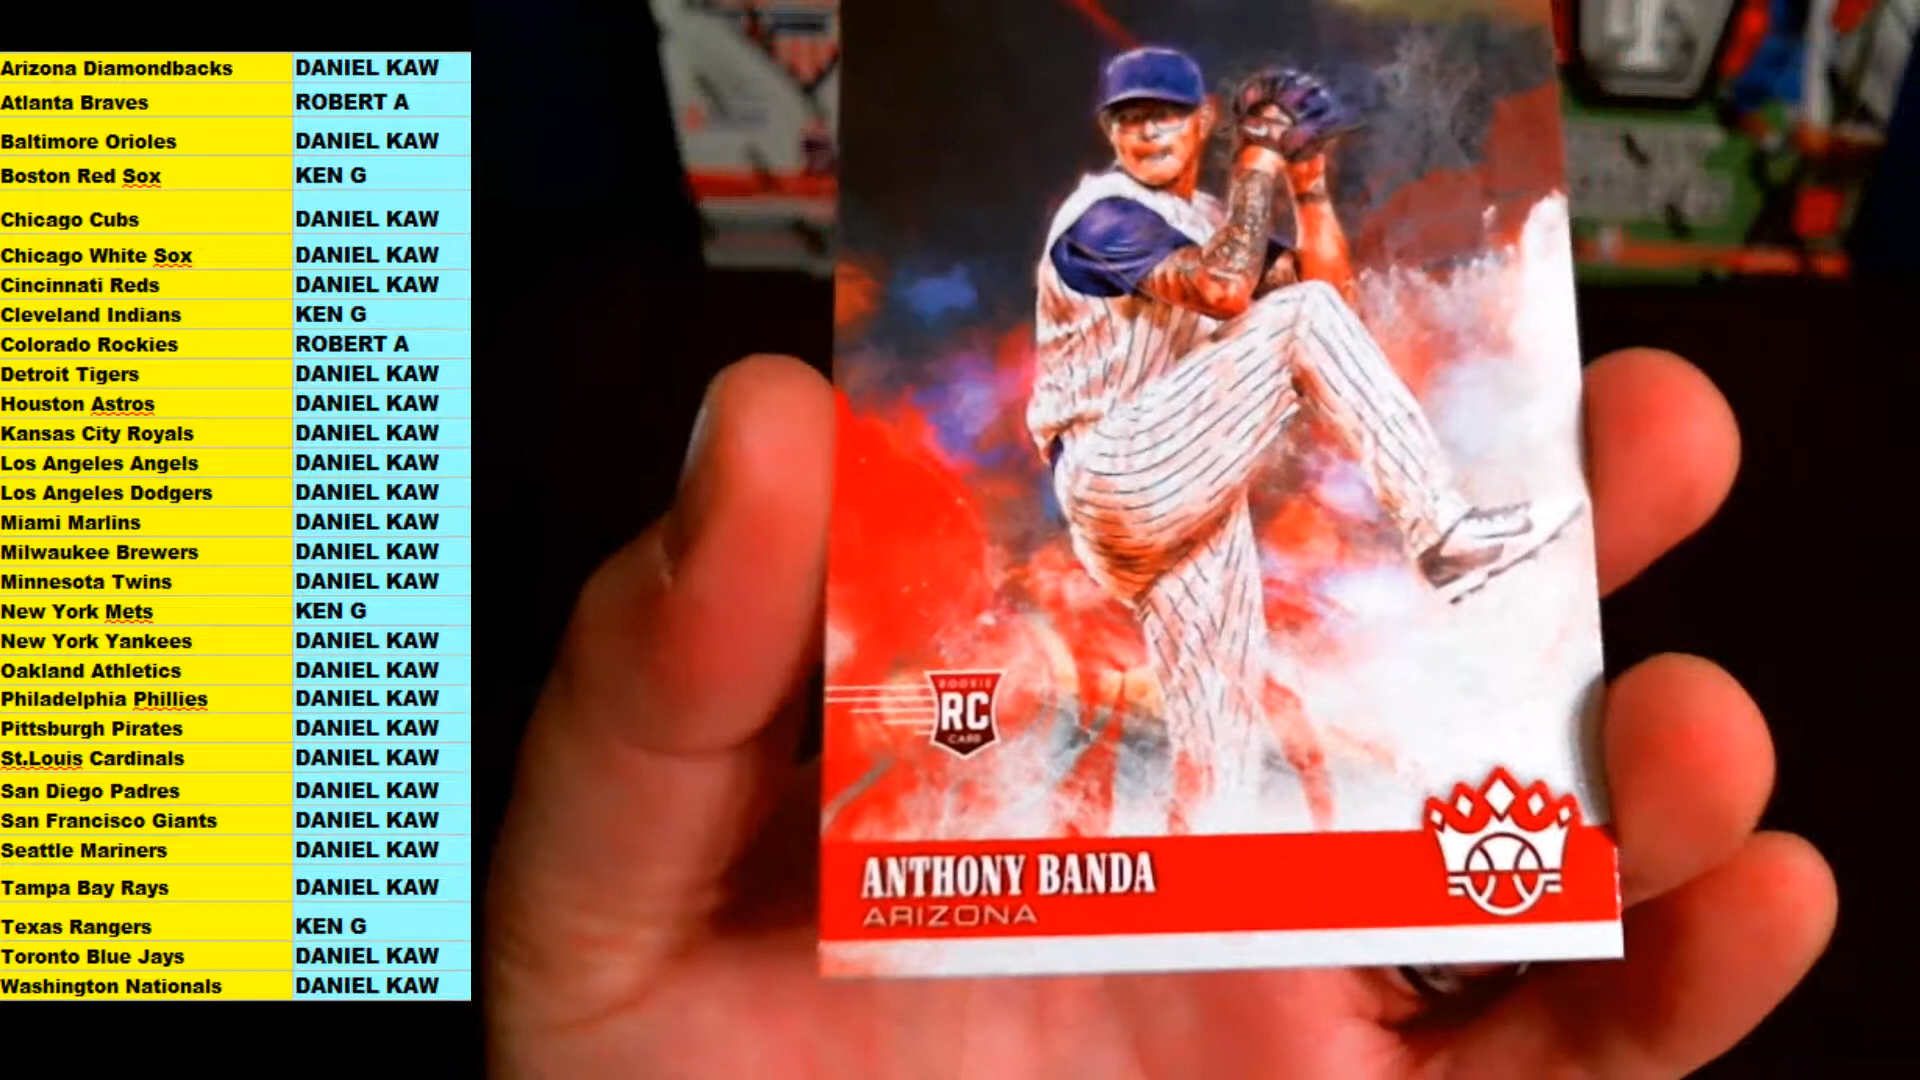 Arizona Diamondbacks DANIEL KAW
Atlanta Braves ROBERT A
Baltimore Orioles DANIEL KAW
Boston Red Sox KEN G
Chicago Cubs DANIEL KAW
Chicago White Sox DANIEL KAW
Cincinnati Reds DANIEL KAW
Cleveland Indians KEN G
Colorado Rockies ROBERT A
Detroit Tigers DANIEL KAW
Houston Astros DANIEL KAW
Kansas City Royals DANIEL KAW
Los Angeles Angels DANIEL KAW
Los Angeles Dodgers DANIEL KAW
Miami Marlins DANIEL KAW
Milwaukee Brewers DANIEL KAW
Minnesota Twins DANIEL KAW
New York Mets KEN G
New York Yankees DANIEL KAW
Oakland Athletics DANIEL KAW
Philadelphia Phillies DANIEL KAW
Pittsburgh Pirates DANIEL KAW
St.Louis Cardinals DANIEL KAW
San Diego Padres DANIEL KAW
San Francisco Giants DANIEL KAW
Seattle Mariners DANIEL KAW
Tampa Bay Rays DANIEL KAW
Texas Rangers KEN G
Toronto Blue Jays DANIEL KAW
Washington Nationals DANIEL KAW
ROOKIE
RC
CARD
ANTHONY BANDA
ARIZONA